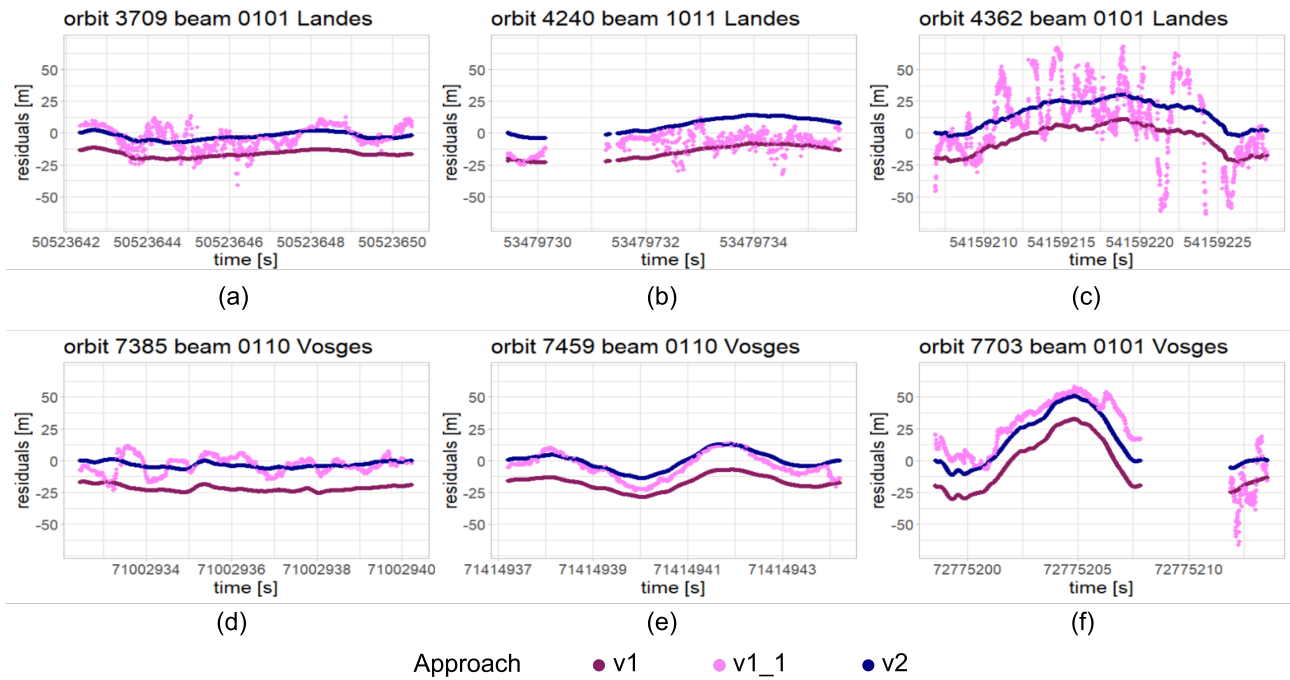 orbit 3709 beam 0101 Landes
orbit 4240 beam 1011 Landes
orbit 4362 beam 0101 Landes
residuals [m]
50
25
0
-25
-50
50523642 50523644 50523646 50523648 50523650
time [s]
residuals [m]
50
25
0
-25
-50
53479730 53479732 53479734
time [s]
residuals [m]
50
25
0
-25
-50
54159210 54159215 54159220 54159225
time [s]
(a)
(b)
(c)
orbit 7385 beam 0110 Vosges
orbit 7459 beam 0110 Vosges
orbit 7703 beam 0101 Vosges
residuals [m]
50
25
0
-25
-50
71002934 71002936 71002938 71002940
time [s]
residuals [m]
50
25
0
-25
-50
71414937 71414939 71414941 71414943
time [s]
residuals [m]
50
25
0
-25
-50
72775200 72775205 72775210
time [s]
(d)
(e)
(f)
Approach v1 v1_1 v2